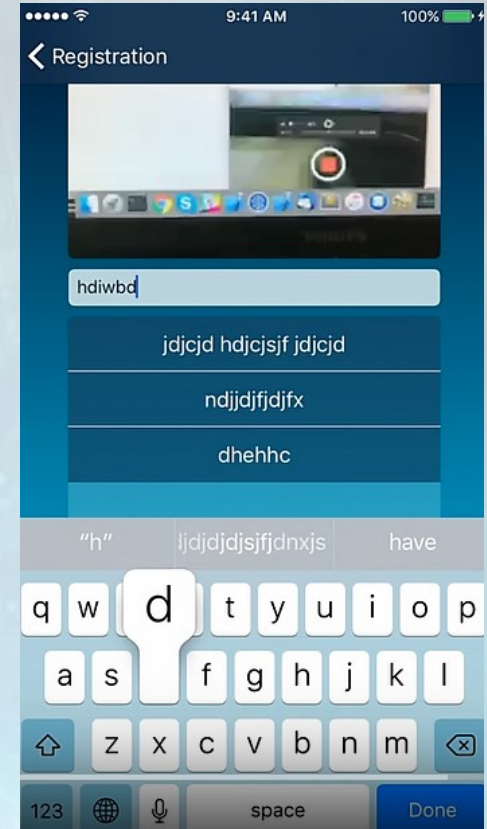 9:41 AM 100%
Registration
hdiwbd
jdjcjd hdjcjsjf jdjcjd
ndjjdjfjdjfx
dhehhc
"h" have
q w d t y u i o p
a s f g h j k l
z x c v b n m
123 space Done